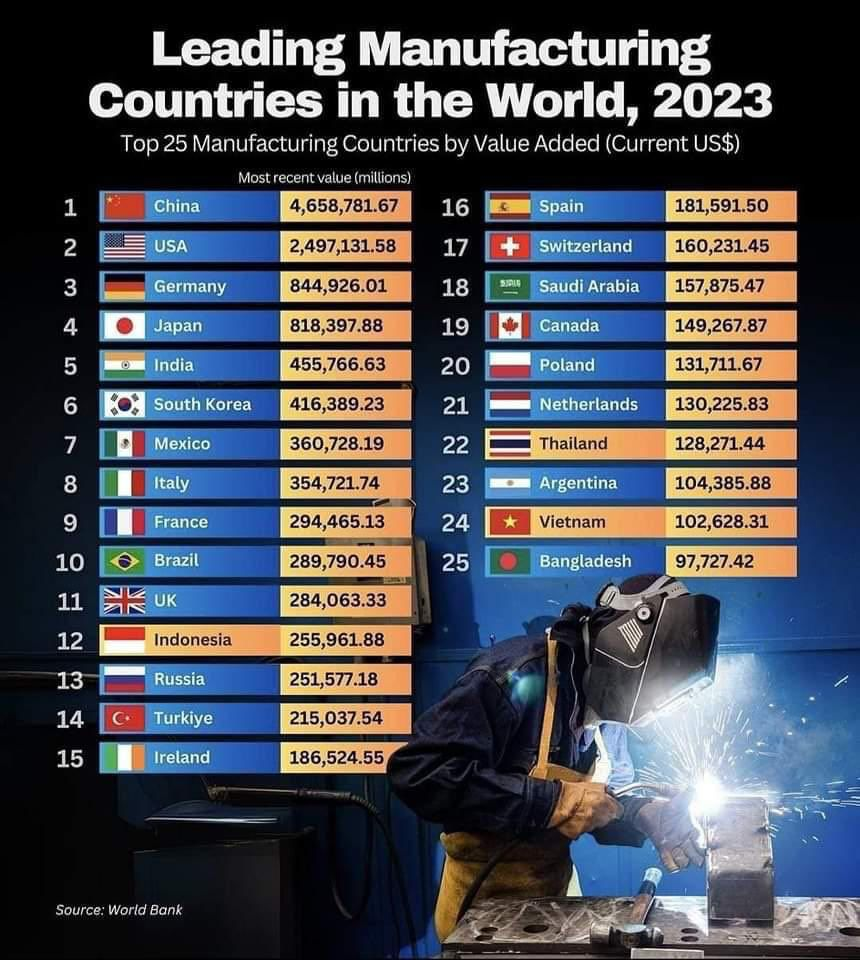 Leading Manufacturing
Countries in the World, 2023
Top 25 Manufacturing Countries by Value Added (Current US$)
Most recent value (millions)
1 China 4,658,781.67
2 USA 2,497,131.58
3 Germany 844,926.01
4 Japan 818,397.88
5 India 455,766.63
6 South Korea 416,389.23
7 Mexico 360,728.19
8 Italy 354,721.74
9 France 294,465.13
10 Brazil 289,790.45
11 UK 284,063.33
12 Indonesia 255,961.88
13 Russia 251,577.18
14 Turkiye 215,037.54
15 Ireland 186,524.55
16 Spain 181,591.50
17 Switzerland 160,231.45
18 Saudi Arabia 157,875.47
19 Canada 149,267.87
20 Poland 131,711.67
21 Netherlands 130,225.83
22 Thailand 128,271.44
23 Argentina 104,385.88
24 Vietnam 102,628.31
25 Bangladesh 97,727.42
Source: World Bank